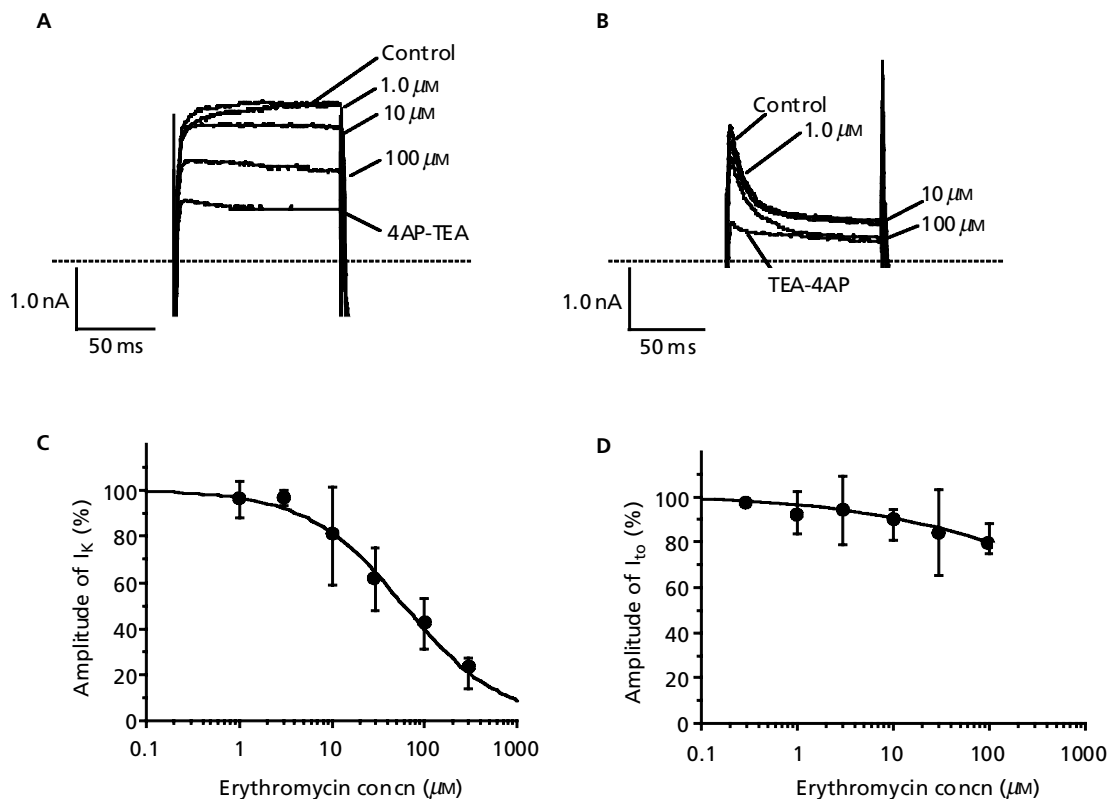 A
Control
1.0 μM
10 μM
100 μM
4AP-TEA
1.0 nA
50 ms
B
Control
1.0 μM
10 μM
100 μM
TEA-4AP
1.0 nA
50 ms
C
Amplitude of IK (%)
100
80
60
40
20
0
0.1 1 10 100 1000
Erythromycin concn (μM)
D
Amplitude of Ito (%)
100
80
60
40
20
0
0.1 1 10 100 1000
Erythromycin concn (μM)